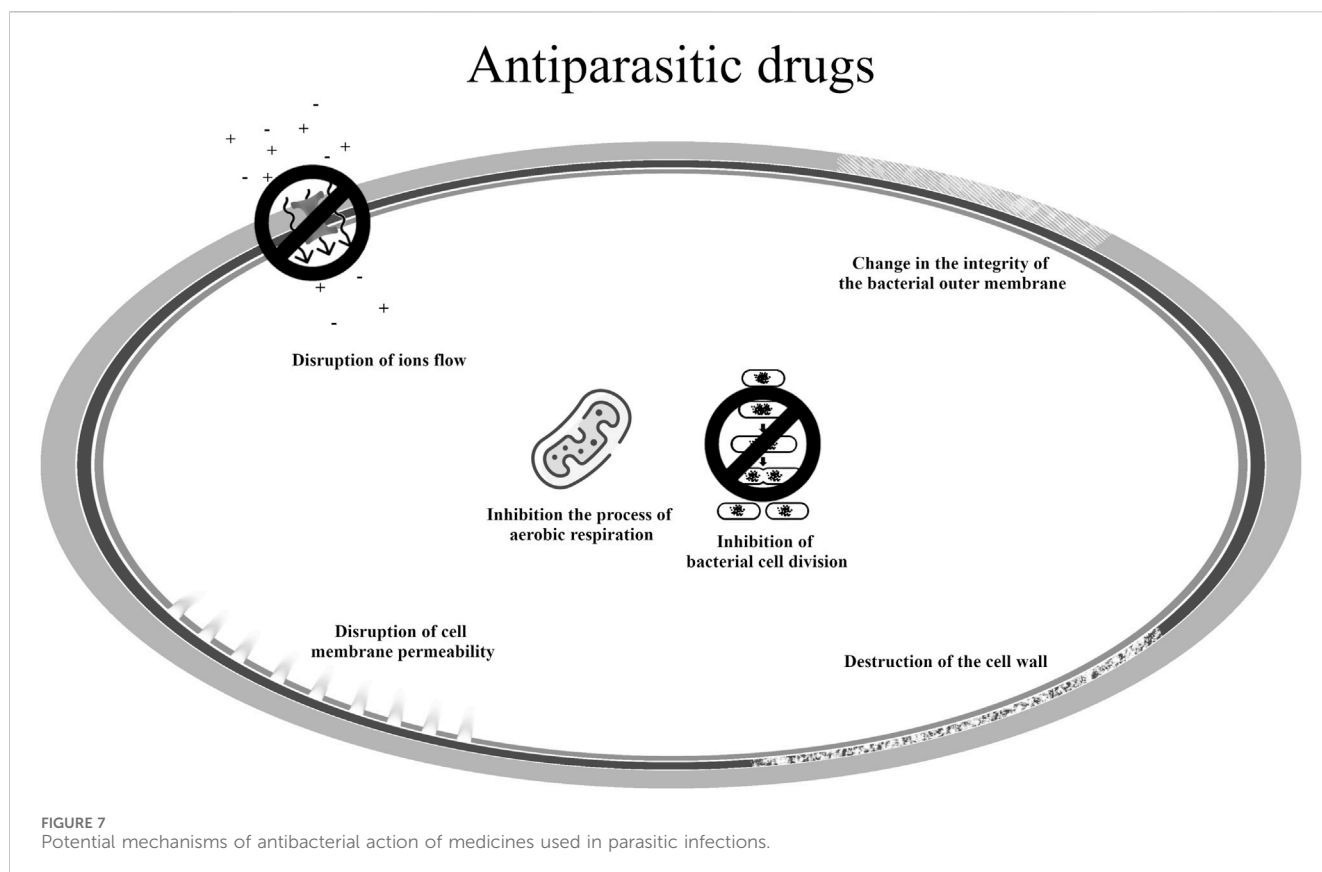 Antiparasitic drugs
Change in the integrity of
the bacterial outer membrane
Disruption of ions flow
Inhibition the process of
aerobic respiration
Inhibition of
bacterial cell division
Disruption of cell
membrane permeability
Destruction of the cell wall
FIGURE 7
Potential mechanisms of antibacterial action of medicines used in parasitic infections.